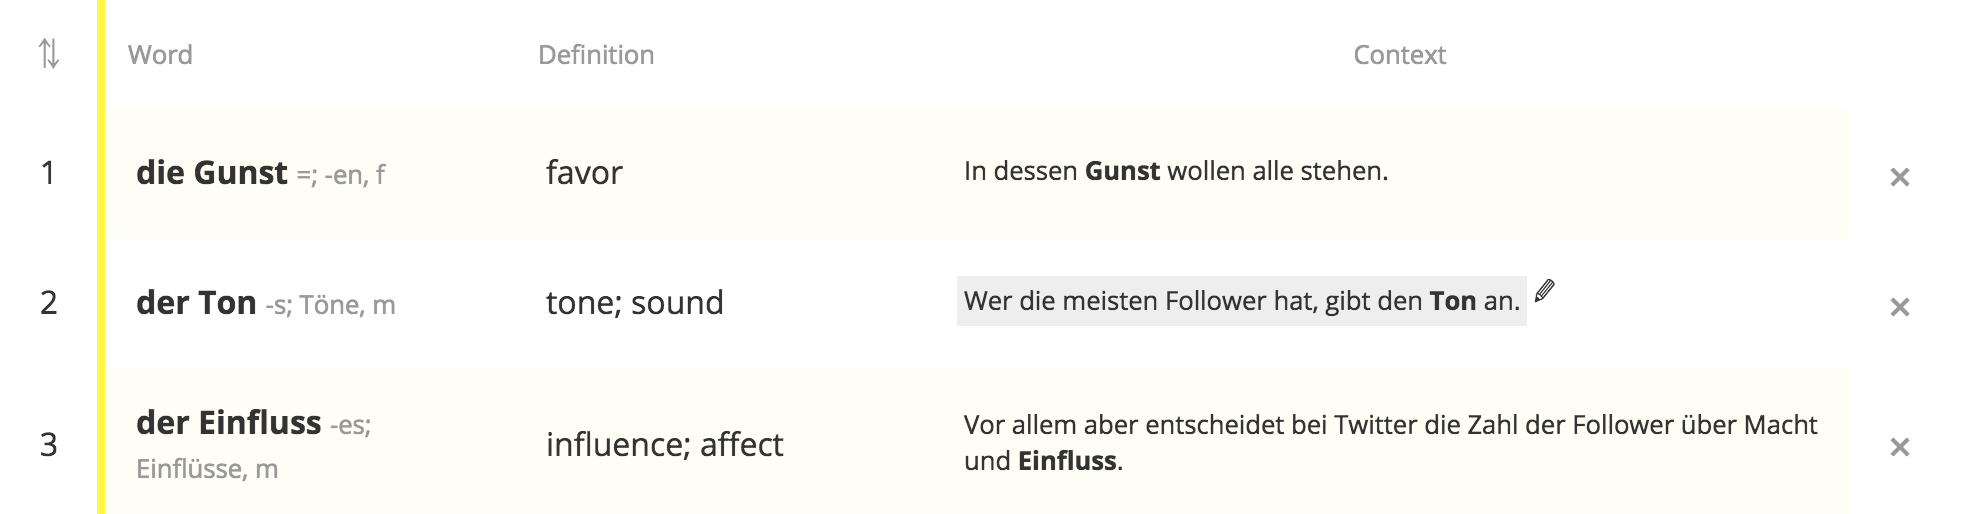 Word Definition Context
1 die Gunst =; -en, f favor In dessen Gunst wollen alle stehen. ×
2 der Ton -s; Töne, m tone; sound Wer die meisten Follower hat, gibt den Ton an. ×
3 der Einfluss -es; influence; affect Vor allem aber entscheidet bei Twitter die Zahl der Follower über Macht ×
Einflüsse, m und Einfluss.